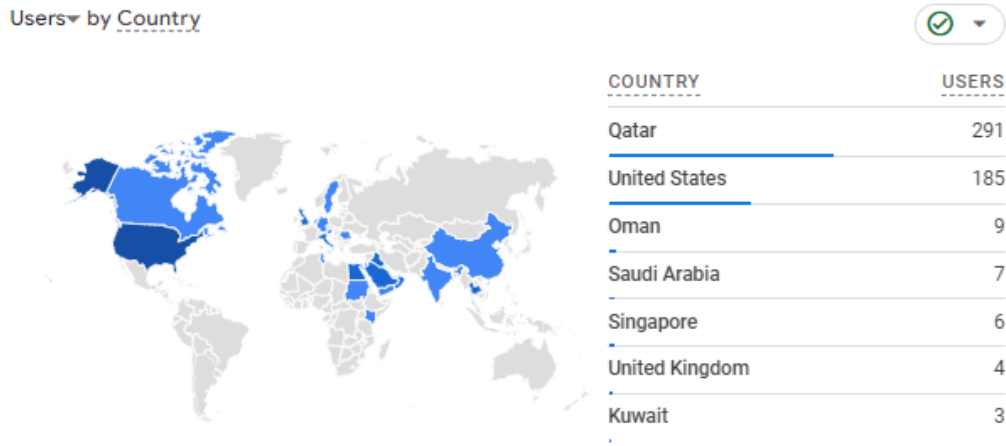 Users by Country
COUNTRY USERS
Qatar 291
United States 185
Oman 9
Saudi Arabia 7
Singapore 6
United Kingdom 4
Kuwait 3